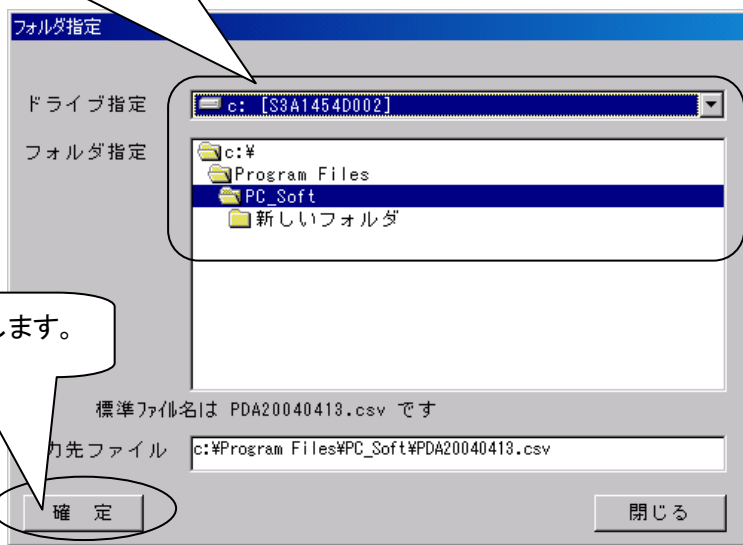 フォルダ指定
ドライブ指定
c: [S3A1454D002]
フォルダ指定
c:¥
Program Files
PC_Soft
新しいフォルダ
します。
標準ファイル名は PDA20040413.csv です
力先ファイル
c:¥Program Files¥PC_Soft¥PDA20040413.csv
確 定
閉じる